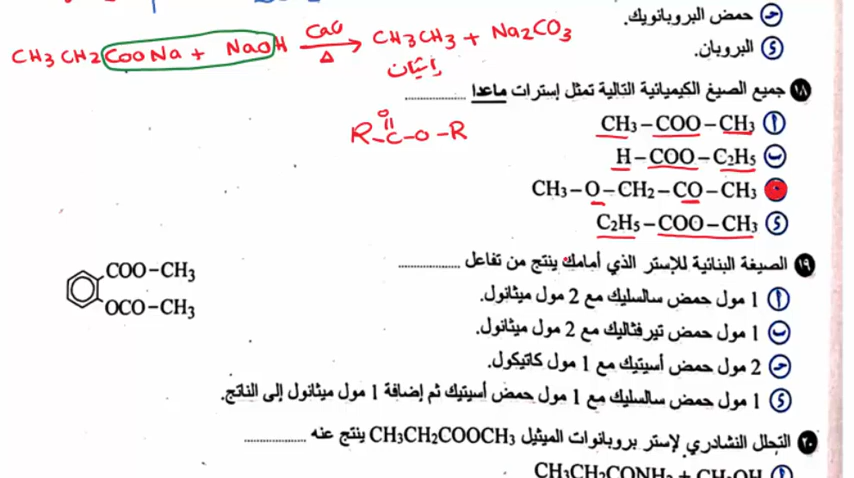 ح حمض البروبانويك.
CH3CH2COONa + NaOH CaO Δ CH3CH3 + Na2CO3
د البروبان.
إيثان
١٨ جميع الصيغ الكيميائية التالية تمثل إسترات ماعدا ............
R-C-O-R
O
أ CH3-COO-CH3
ب H-COO-C2H5
CH3-O-CH2-CO-CH3
د C2H5-COO-CH3
١٩ الصيغة البنائية للإستر الذي أمامك ينتج من تفاعل ............
COO-CH3
OCO-CH3
أ 1 مول حمض سالسليك مع 2 مول ميثانول.
ب 1 مول حمض تيرفثاليك مع 2 مول ميثانول.
ح 2 مول حمض أسيتيك مع 1 مول كاتيكول.
د 1 مول حمض سالسليك مع 1 مول حمض أسيتيك ثم إضافة 1 مول ميثانول إلى الناتج.
٢٠ التحلل النشادري لإستر بروبانوات الميثيل CH3CH2COOCH3 ينتج عنه ............
أ CH3CH2CONH2 + CH3OH